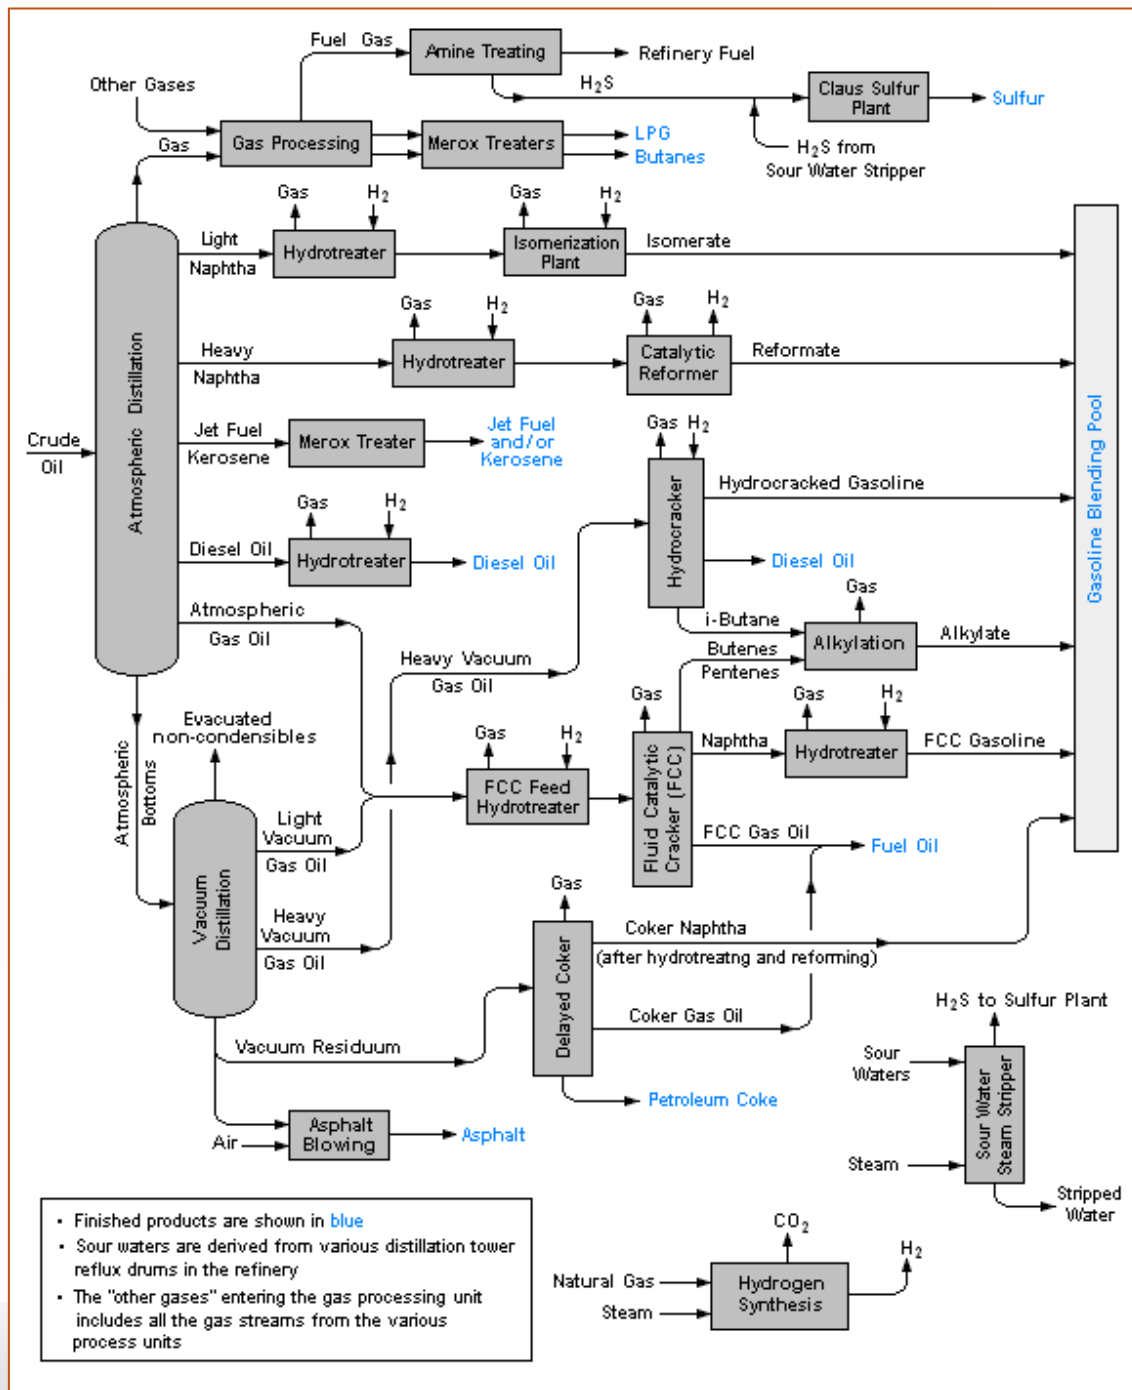 Fuel Gas
Amine Treating
Refinery Fuel
Other Gases
H2S
Claus Sulfur
Plant
Sulfur
Gas
Gas Processing
Merox Treaters
LPG
Butanes
H2S from
Sour Water Stripper
Gas
H2
Gas
H2
Light
Naphtha
Hydrotreater
Isomerization
Plant
Isomerate
Gas
H2
Gas
H2
Heavy
Naphtha
Hydrotreater
Catalytic
Reformer
Reformate
Atmospheric Distillation
Crude
Oil
Jet Fuel
Kerosene
Merox Treater
Jet Fuel
and/or
Kerosene
Gas
H2
Hydrocracker
Hydrocracked Gasoline
Gasoline Blending Pool
Gas
H2
Diesel Oil
Hydrotreater
Diesel Oil
Diesel Oil
Atmospheric
Gas Oil
i-Butane
Gas
Alkylation
Alkylate
Butenes
Pentenes
Heavy Vacuum
Gas Oil
Evacuated
non-condensibles
Atmospheric
Bottoms
Gas
H2
FCC Feed
Hydrotreater
Gas
Fluid Catalytic
Cracker (FCC)
Naphtha
Gas
H2
Hydrotreater
FCC Gasoline
Light
Vacuum
Gas Oil
FCC Gas Oil
Fuel Oil
Vacuum
Distillation
Heavy
Vacuum
Gas Oil
Gas
Delayed Coker
Coker Naphtha
(after hydrotreatng and reforming)
Coker Gas Oil
Vacuum Residuum
Petroleum Coke
Air
Asphalt
Blowing
Asphalt
H2S to Sulfur Plant
Sour
Waters
Sour Water
Steam Stripper
Steam
Stripped
Water
• Finished products are shown in blue
• Sour waters are derived from various distillation tower
reflux drums in the refinery
• The "other gases" entering the gas processing unit
includes all the gas streams from the various
process units
CO2
H2
Natural Gas
Steam
Hydrogen
Synthesis